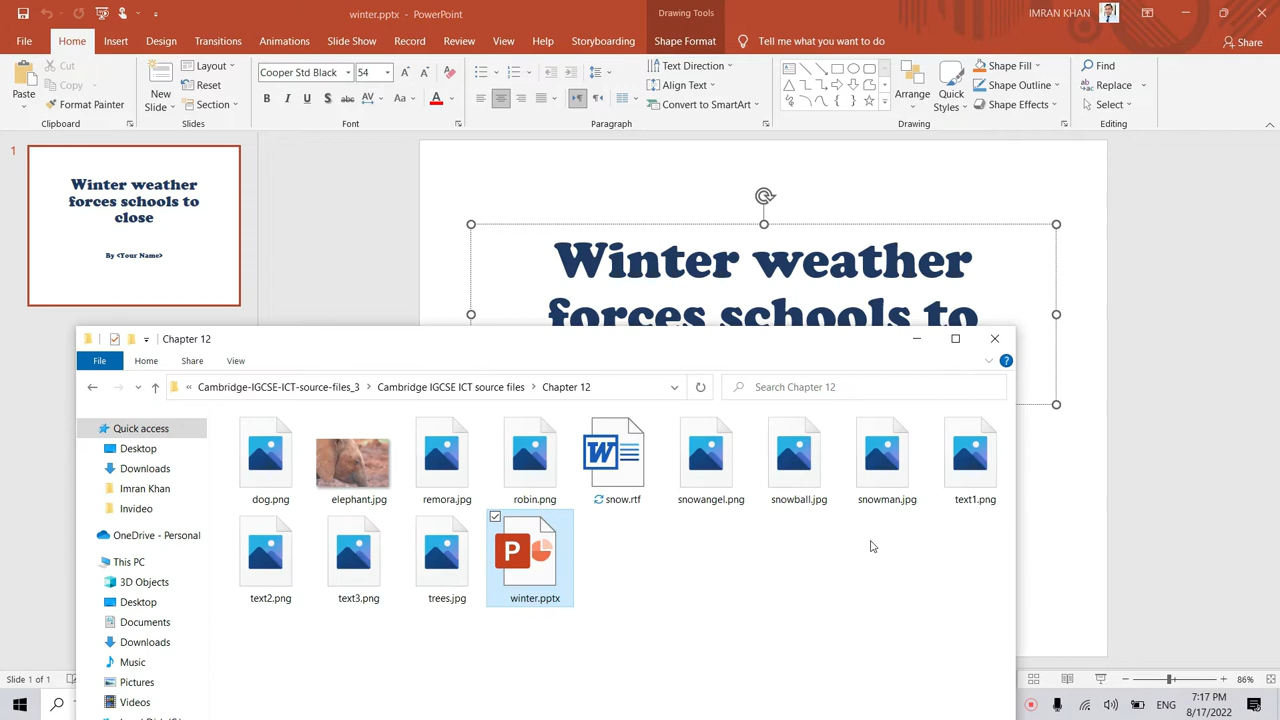 winter.pptx - PowerPoint
Drawing Tools
IMRAN KHAN
File
Home
Insert
Design
Transitions
Animations
Slide Show
Record
Review
View
Help
Storyboarding
Shape Format
Tell me what you want to do
Share
Paste
Cut
Copy
Format Painter
Clipboard
New
Slide
Layout
Reset
Section
Slides
Cooper Std Black
54
Font
Text Direction
Align Text
Convert to SmartArt
Paragraph
Arrange
Quick
Styles
Shape Fill
Shape Outline
Shape Effects
Drawing
Find
Replace
Select
Editing
1
Winter weather
forces schools to
close
By <Your Name>
Winter weather
forces schools to
Chapter 12
File
Home
Share
View
« Cambridge-IGCSE-ICT-source-files_3 > Cambridge IGCSE ICT source files > Chapter 12
Search Chapter 12
Quick access
Desktop
Downloads
Imran Khan
Invideo
OneDrive - Personal
This PC
3D Objects
Desktop
Documents
Downloads
Music
Pictures
Videos
dog.png
elephant.jpg
remora.jpg
robin.png
snow.rtf
snowangel.png
snowball.jpg
snowman.jpg
text1.png
text2.png
text3.png
trees.jpg
winter.pptx
Slide 1 of 1
86%
ENG
7:17 PM
8/17/2022